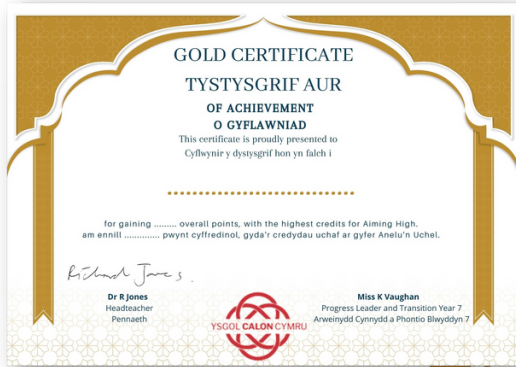 GOLD CERTIFICATE
TYSTYSGRIF AUR
OF ACHIEVEMENT
O GYFLAWNIAD
This certificate is proudly presented to
Cyflwynir y dystysgrif hon yn falch i
................................
for gaining ......... overall points, with the highest credits for Aiming High.
am ennill .............. pwynt cyffredinol, gyda'r credydau uchaf ar gyfer Anelu'n Uchel.
Richard Jones.
Dr R Jones
Headteacher
Pennaeth
YSGOL CALON CYMRU
Miss K Vaughan
Progress Leader and Transition Year 7
Arweinydd Cynnydd a Phontio Blwyddyn 7